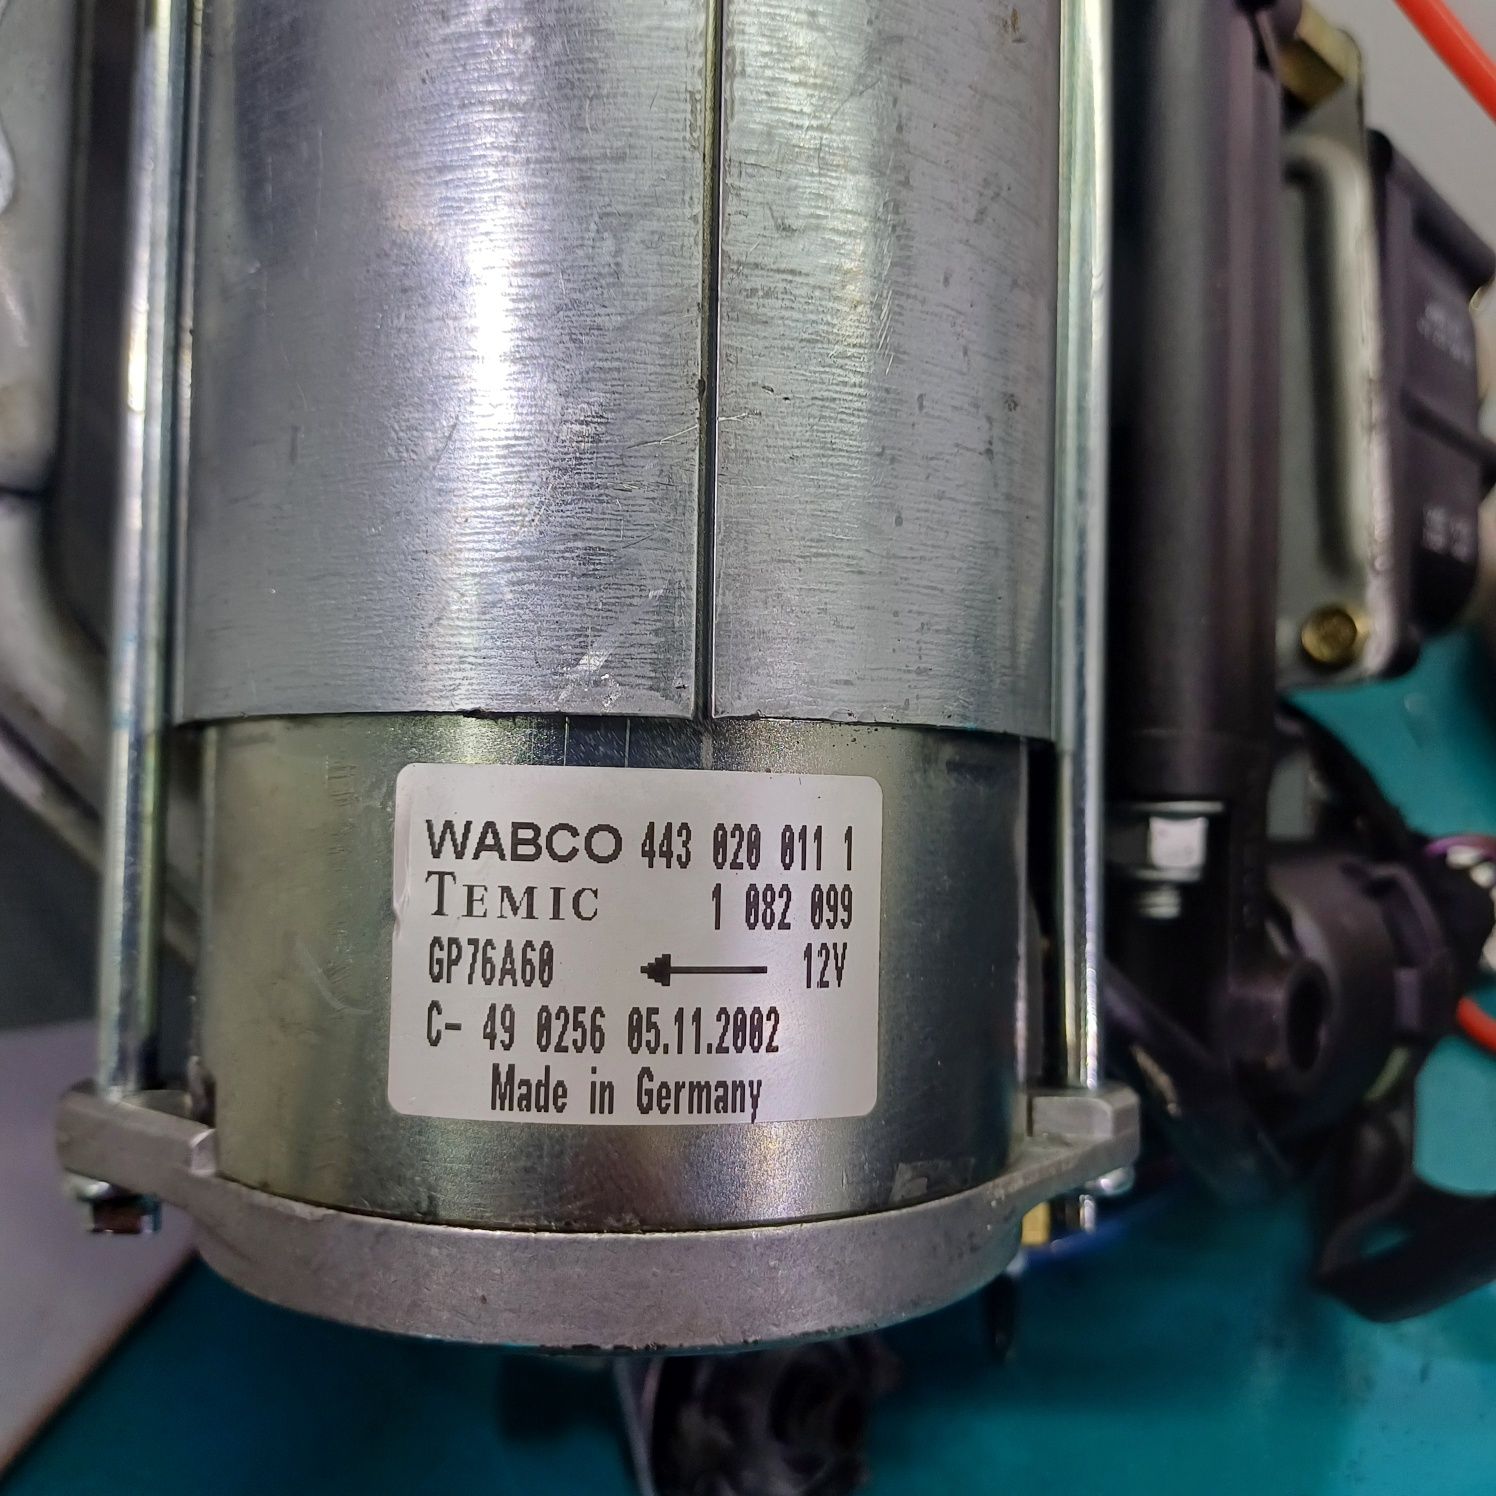 WABCO 443 020 011 1
TEMIC 1 082 099
GP76A60 12V
C- 49 0256 05.11.2002
Made in Germany